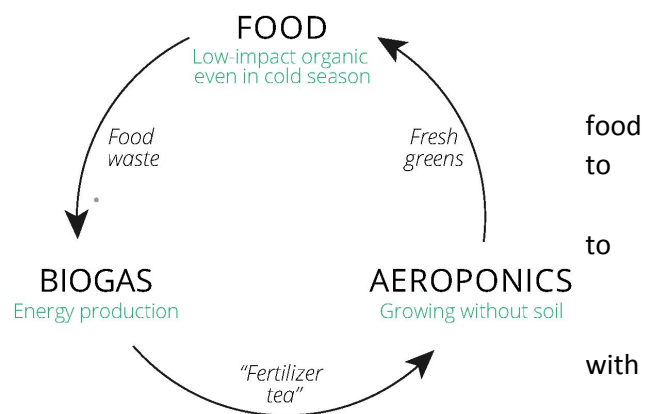 FOOD
Low-impact organic
even in cold season
Food
waste
Fresh
greens
food
to
to
BIOGAS
Energy production
AEROPONICS
Growing without soil
with
“Fertilizer
tea”